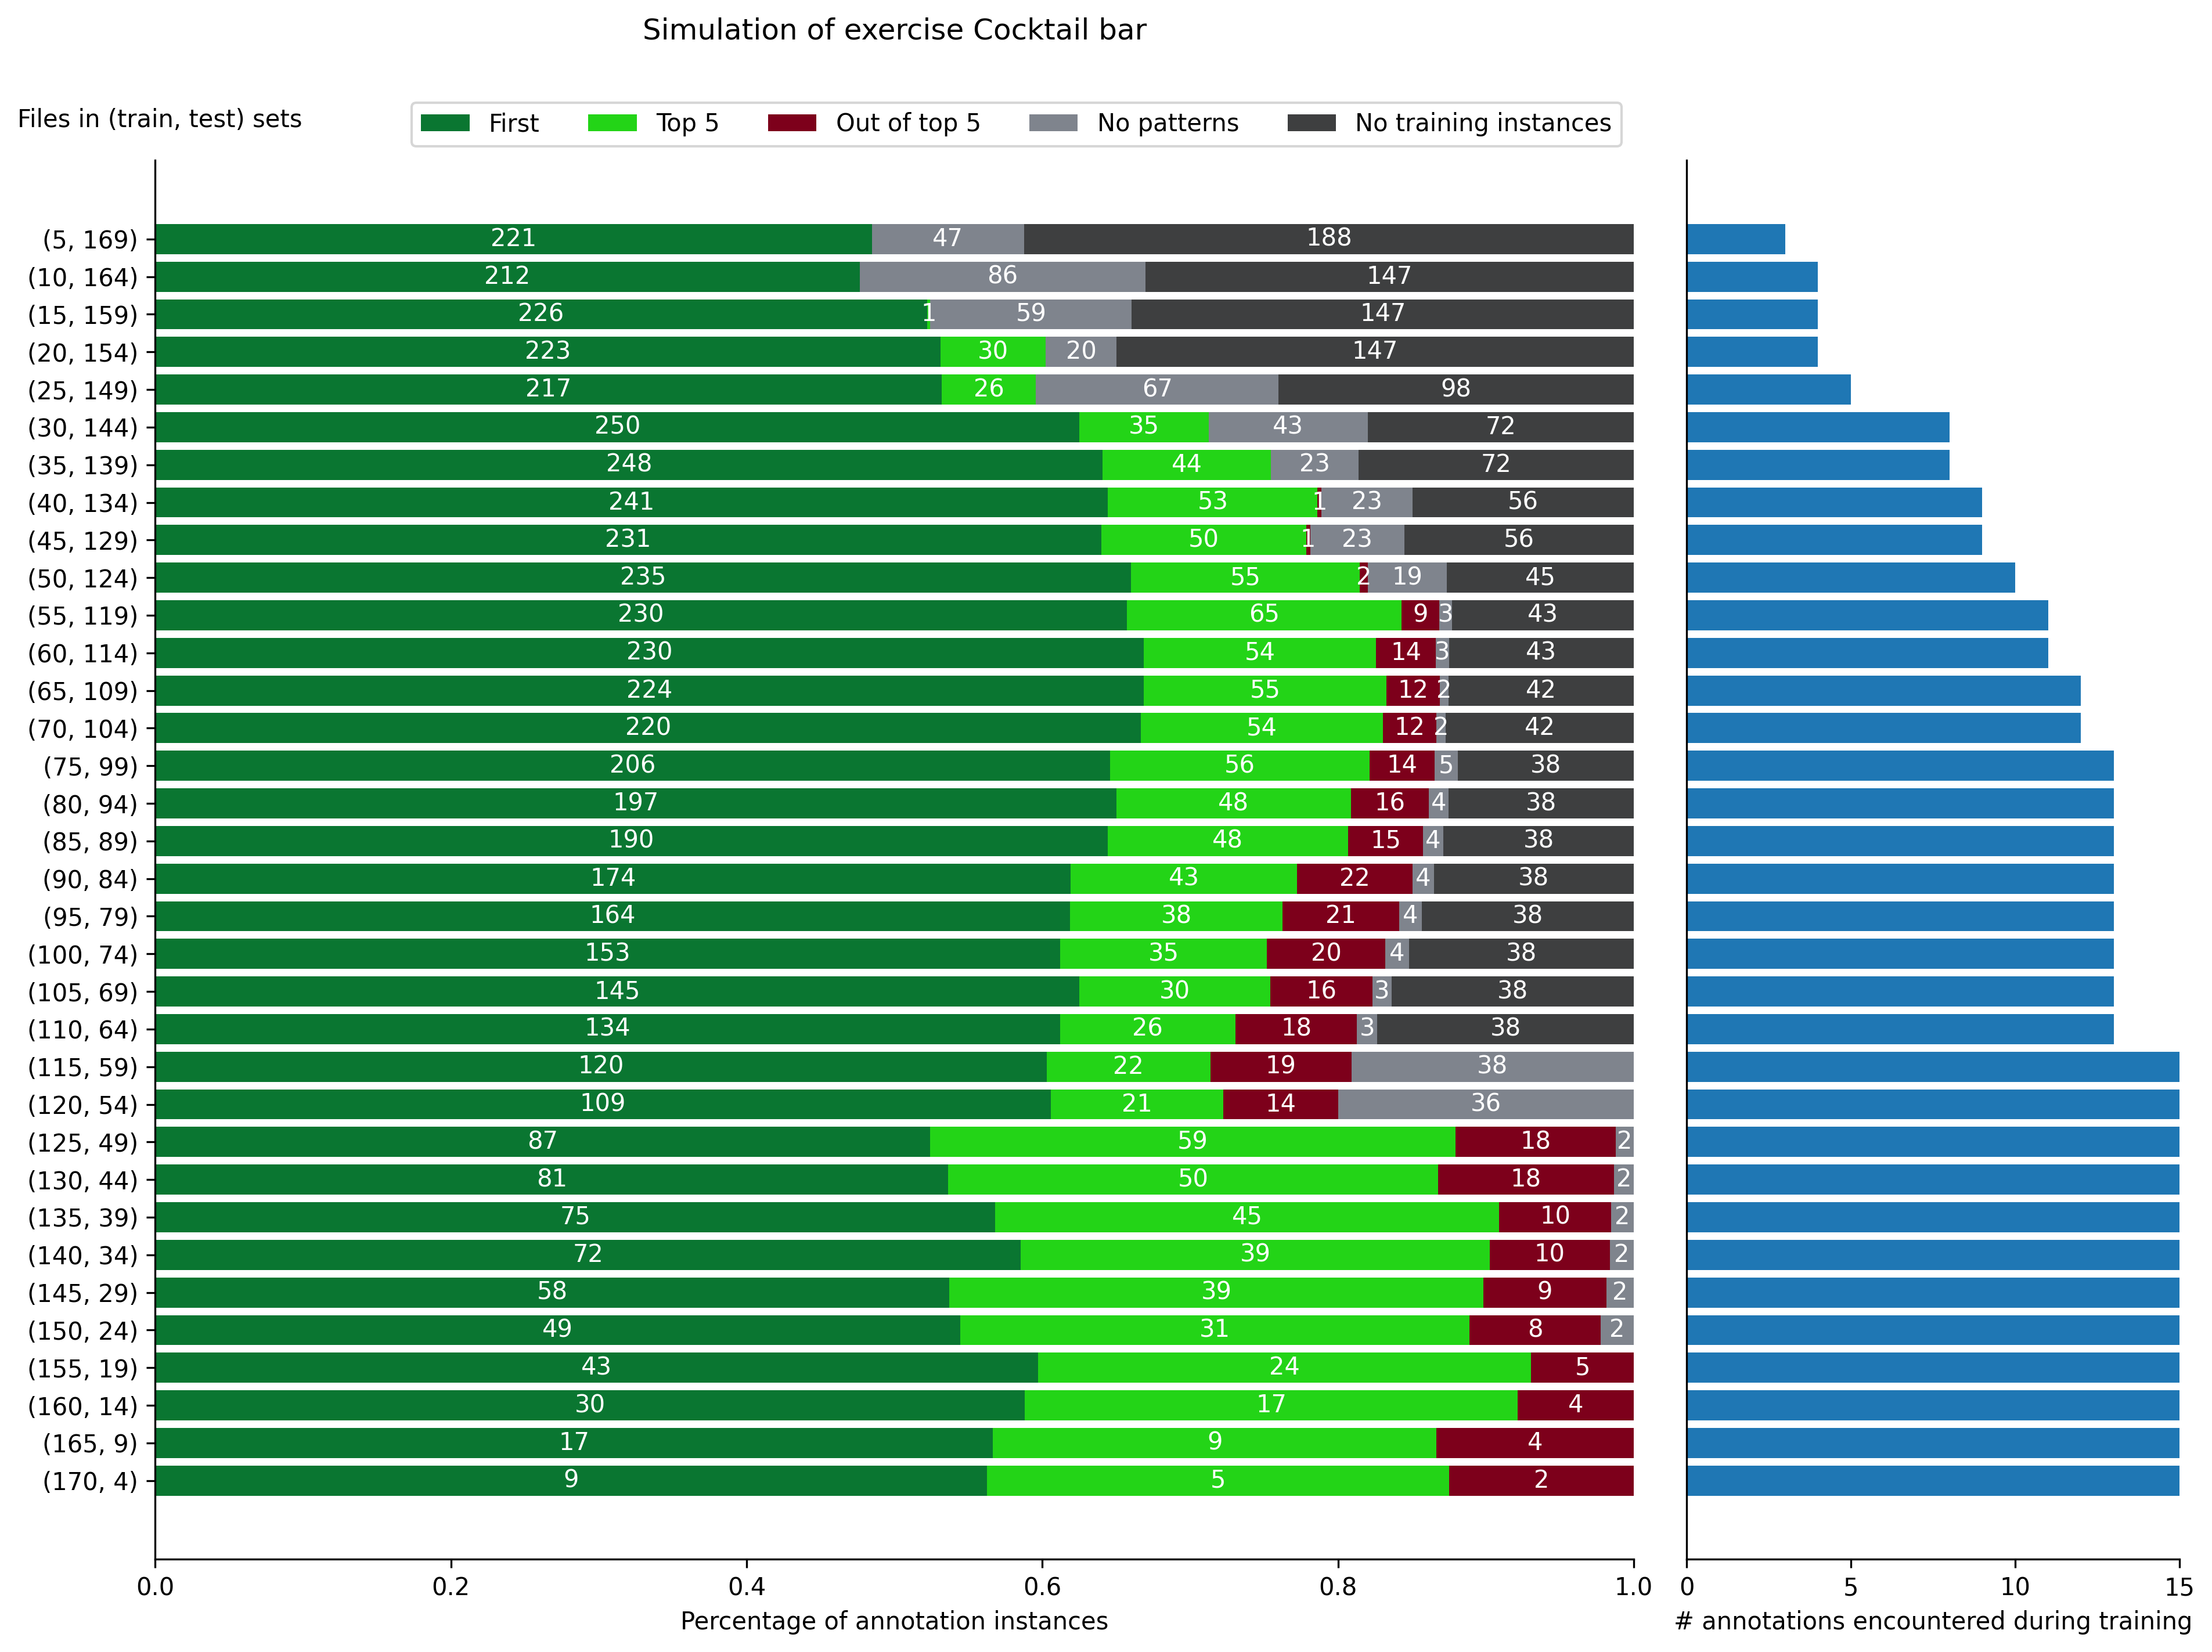 Simulation of exercise Cocktail bar
Files in (train, test) sets
First Top 5 Out of top 5 No patterns No training instances
(5, 169) 221 47 188
(10, 164) 212 86 147
(15, 159) 226 1 59 147
(20, 154) 223 30 20 147
(25, 149) 217 26 67 98
(30, 144) 250 35 43 72
(35, 139) 248 44 23 72
(40, 134) 241 53 1 23 56
(45, 129) 231 50 1 23 56
(50, 124) 235 55 2 19 45
(55, 119) 230 65 9 3 43
(60, 114) 230 54 14 3 43
(65, 109) 224 55 12 2 42
(70, 104) 220 54 12 2 42
(75, 99) 206 56 14 5 38
(80, 94) 197 48 16 4 38
(85, 89) 190 48 15 4 38
(90, 84) 174 43 22 4 38
(95, 79) 164 38 21 4 38
(100, 74) 153 35 20 4 38
(105, 69) 145 30 16 3 38
(110, 64) 134 26 18 3 38
(115, 59) 120 22 19 38
(120, 54) 109 21 14 36
(125, 49) 87 59 18 2
(130, 44) 81 50 18 2
(135, 39) 75 45 10 2
(140, 34) 72 39 10 2
(145, 29) 58 39 9 2
(150, 24) 49 31 8 2
(155, 19) 43 24 5
(160, 14) 30 17 4
(165, 9) 17 9 4
(170, 4) 9 5 2
0.0 0.2 0.4 0.6 0.8 1.0 0 5 10 15
Percentage of annotation instances # annotations encountered during training